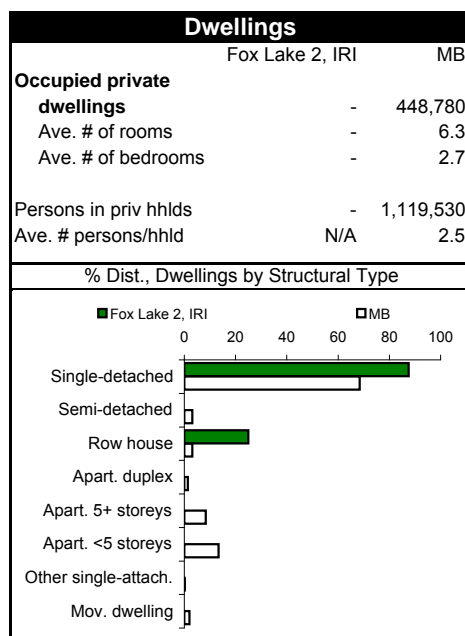 Dwellings
Fox Lake 2, IRI MB
Occupied private
dwellings - 448,780
Ave. # of rooms - 6.3
Ave. # of bedrooms - 2.7
Persons in priv hhlds - 1,119,530
Ave. # persons/hhld N/A 2.5
% Dist., Dwellings by Structural Type
Fox Lake 2, IRI MB
0 20 40 60 80 100
Single-detached
Semi-detached
Row house
Apart. duplex
Apart. 5+ storeys
Apart. <5 storeys
Other single-attach.
Mov. dwelling